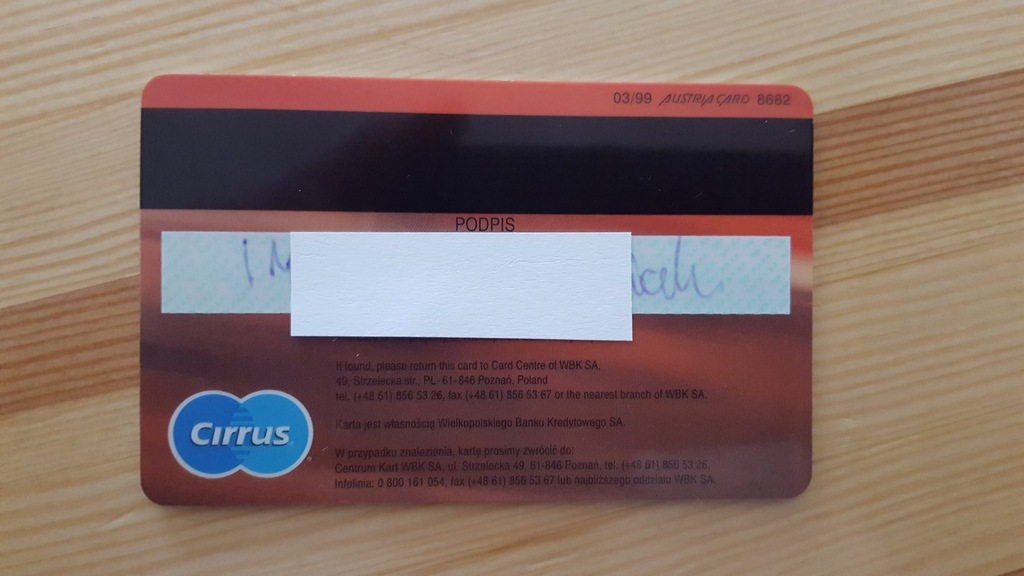 03/99 AUSTRIACARD 8682
PODPIS
If found, please return this card to Card Centre of WBK SA,
49, Strzelecka str., PL- 61-846 Poznań, Poland
tel. (+48 61) 856 53 26, fax (+48 61) 856 53 67 or the nearest branch of WBK SA.
Cirrus
Karta jest własnością Wielkopolskiego Banku Kredytowego SA.
W przypadku znalezienia, kartę prosimy zwrócić do:
Centrum Kart WBK SA, ul. Strzelecka 49, 61-846 Poznań, tel. (+48 61) 856 53 26,
Infolinia: 0 800 161 054, fax (+48 61) 856 53 67 lub najbliższego oddziału WBK SA.